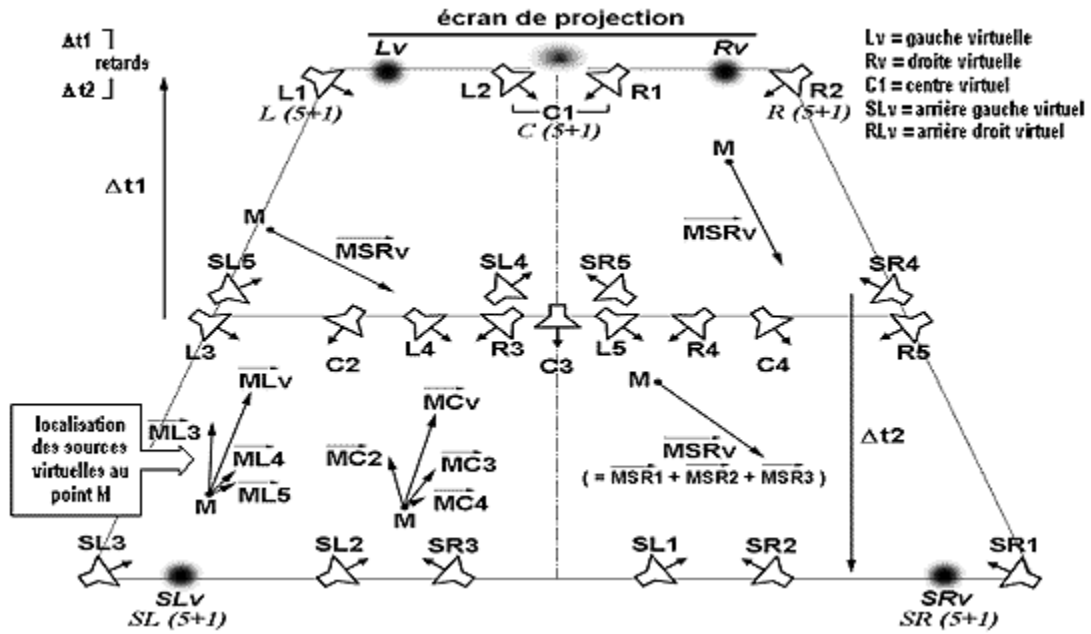 écran de projection
Δt1
retards
Δt2
Lv
Rv
L1
L (5+1)
L2
R1
C1
C (5+1)
R2
R (5+1)
Lv = gauche virtuelle
Rv = droite virtuelle
C1 = centre virtuel
SLv = arrière gauche virtuel
RLv = arrière droit virtuel
Δt1
M
MSRv
M
MSRv
SL5
SL4
SR5
SR4
L3
C2
L4
R3
C3
L5
R4
C4
R5
localisation
des sources
virtuelles au
point M
ML3
MLv
ML4
ML5
M
MCv
MC2
MC3
MC4
M
M
MSRv
( = MSR1 + MSR2 + MSR3 )
Δt2
SL3
SL2
SR3
SL1
SR2
SR1
SLv
SL (5+1)
SRv
SR (5+1)